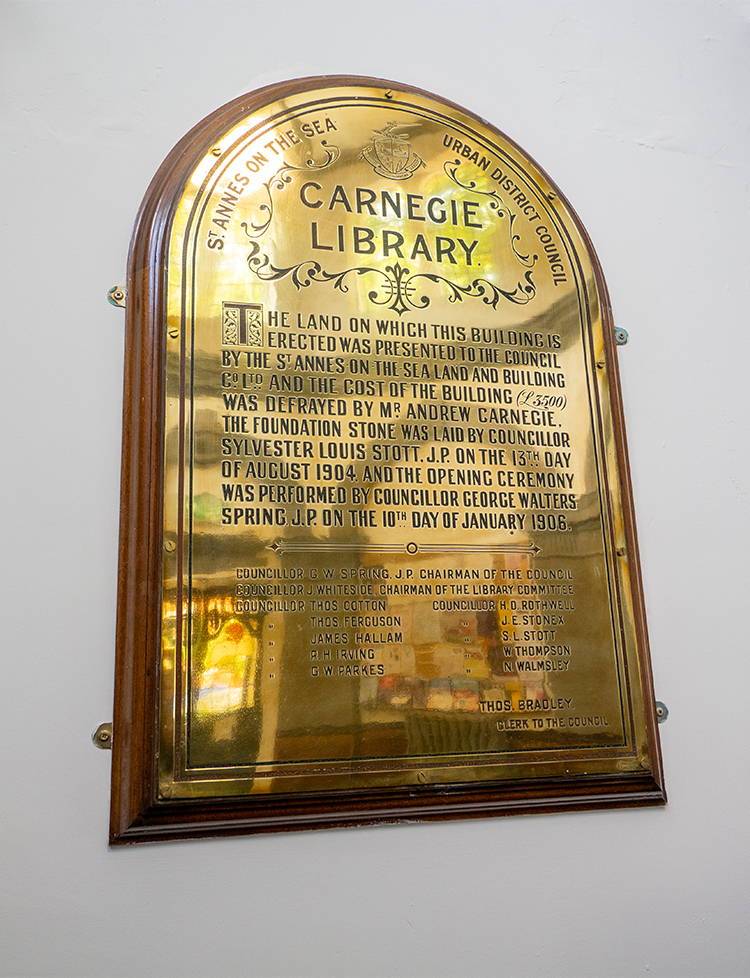 ST ANNES ON THE SEA
URBAN DISTRICT COUNCIL
CARNEGIE
LIBRARY.
THE LAND ON WHICH THIS BUILDING IS
ERECTED WAS PRESENTED TO THE COUNCIL
BY THE ST ANNES ON THE SEA LAND AND BUILDING
CO LTD AND THE COST OF THE BUILDING (£3500)
WAS DEFRAYED BY MR ANDREW CARNEGIE.
THE FOUNDATION STONE WAS LAID BY COUNCILLOR
SYLVESTER LOUIS STOTT. J.P. ON THE 13TH DAY
OF AUGUST 1904. AND THE OPENING CEREMONY
WAS PERFORMED BY COUNCILLOR GEORGE WALTERS
SPRING J.P. ON THE 10TH DAY OF JANUARY 1906.
COUNCILLOR G. W. SPRING. J.P. CHAIRMAN OF THE COUNCIL
COUNCILLOR J. WHITESIDE, CHAIRMAN OF THE LIBRARY COMMITTEE
COUNCILLOR THOS COTTON COUNCILLOR H. D. ROTHWELL
" THOS FERGUSON " J. E. STONEX
" JAMES HALLAM " S. L. STOTT
" R. H. IRVING " W THOMPSON
" G. W. PARKES " N. WALMSLEY
THOS. BRADLEY.
CLERK TO THE COUNCIL